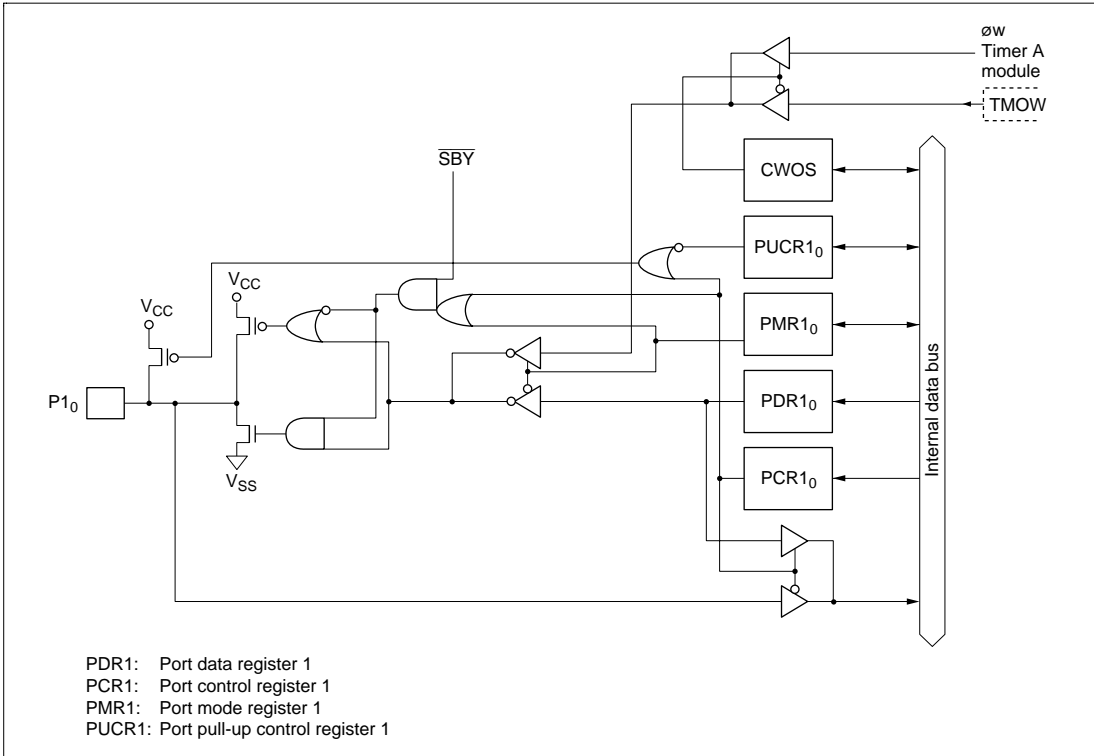 øw
Timer A
module
TMOW
SBY
CWOS
PUCR1₀
VCC
VCC
PMR1₀
P1₀
PDR1₀
VSS
PCR1₀
Internal data bus
PDR1: Port data register 1
PCR1: Port control register 1
PMR1: Port mode register 1
PUCR1: Port pull-up control register 1